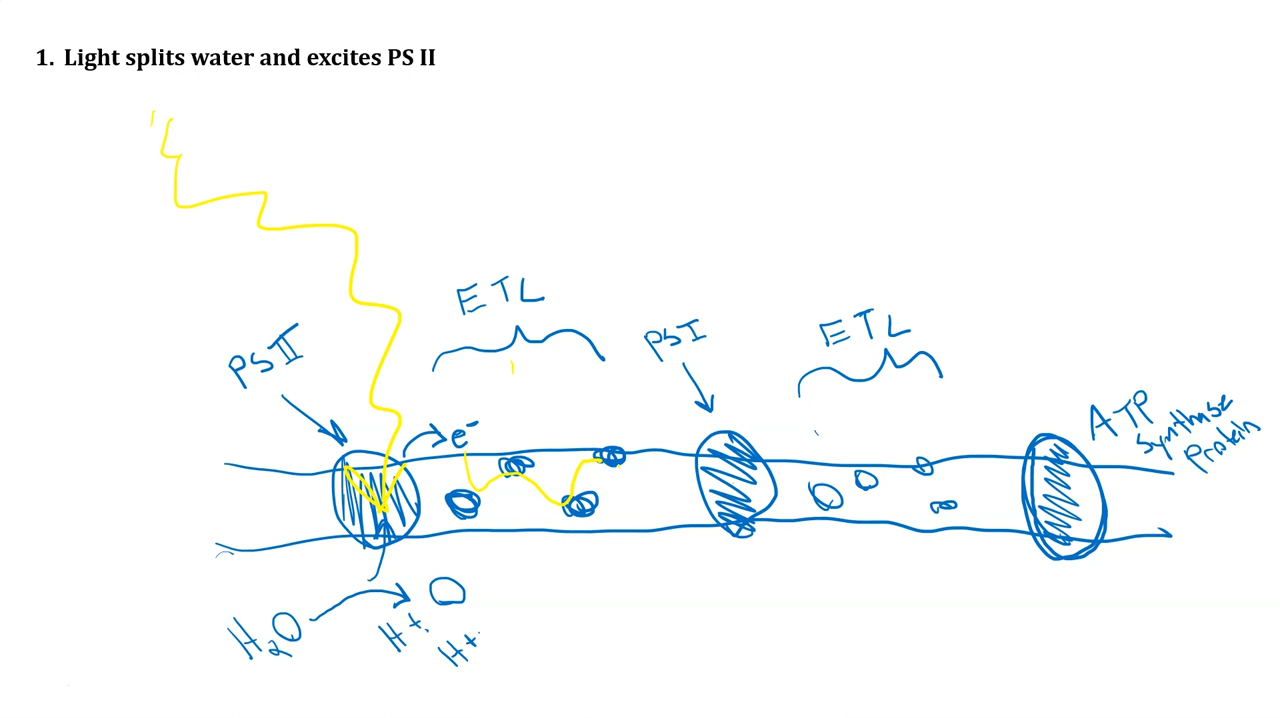 1. Light splits water and excites PS II
ETL
PS II
PS I
ETL
ATP
Synthase
Protein
e-
H2O
O
H+
H+